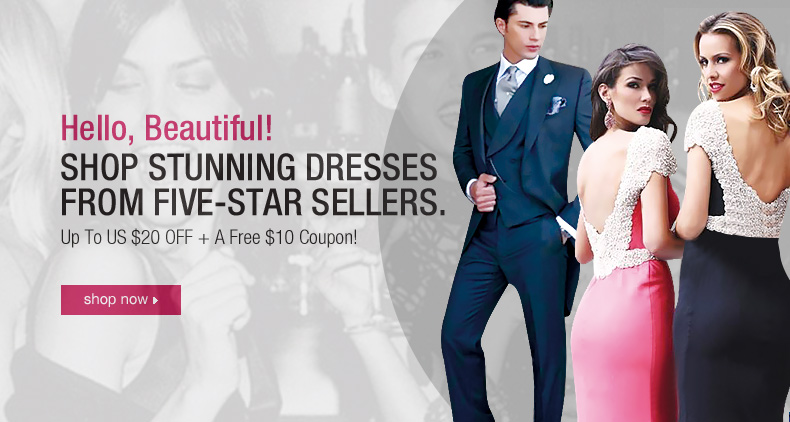 Hello, Beautiful!
SHOP STUNNING DRESSES
FROM FIVE-STAR SELLERS.
Up To US $20 OFF + A Free $10 Coupon!
shop now